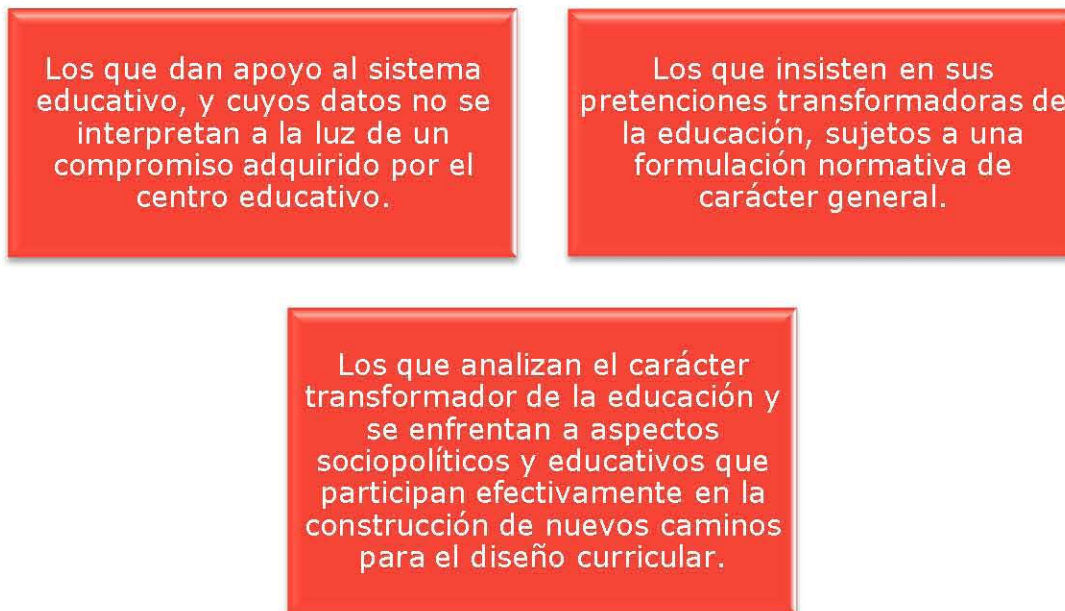 Los que dan apoyo al sistema
educativo, y cuyos datos no se
interpretan a la luz de un
compromiso adquirido por el
centro educativo.
Los que insisten en sus
pretenciones transformadoras de
la educación, sujetos a una
formulación normativa de
carácter general.
Los que analizan el carácter
transformador de la educación y
se enfrentan a aspectos
sociopolíticos y educativos que
participan efectivamente en la
construcción de nuevos caminos
para el diseño curricular.